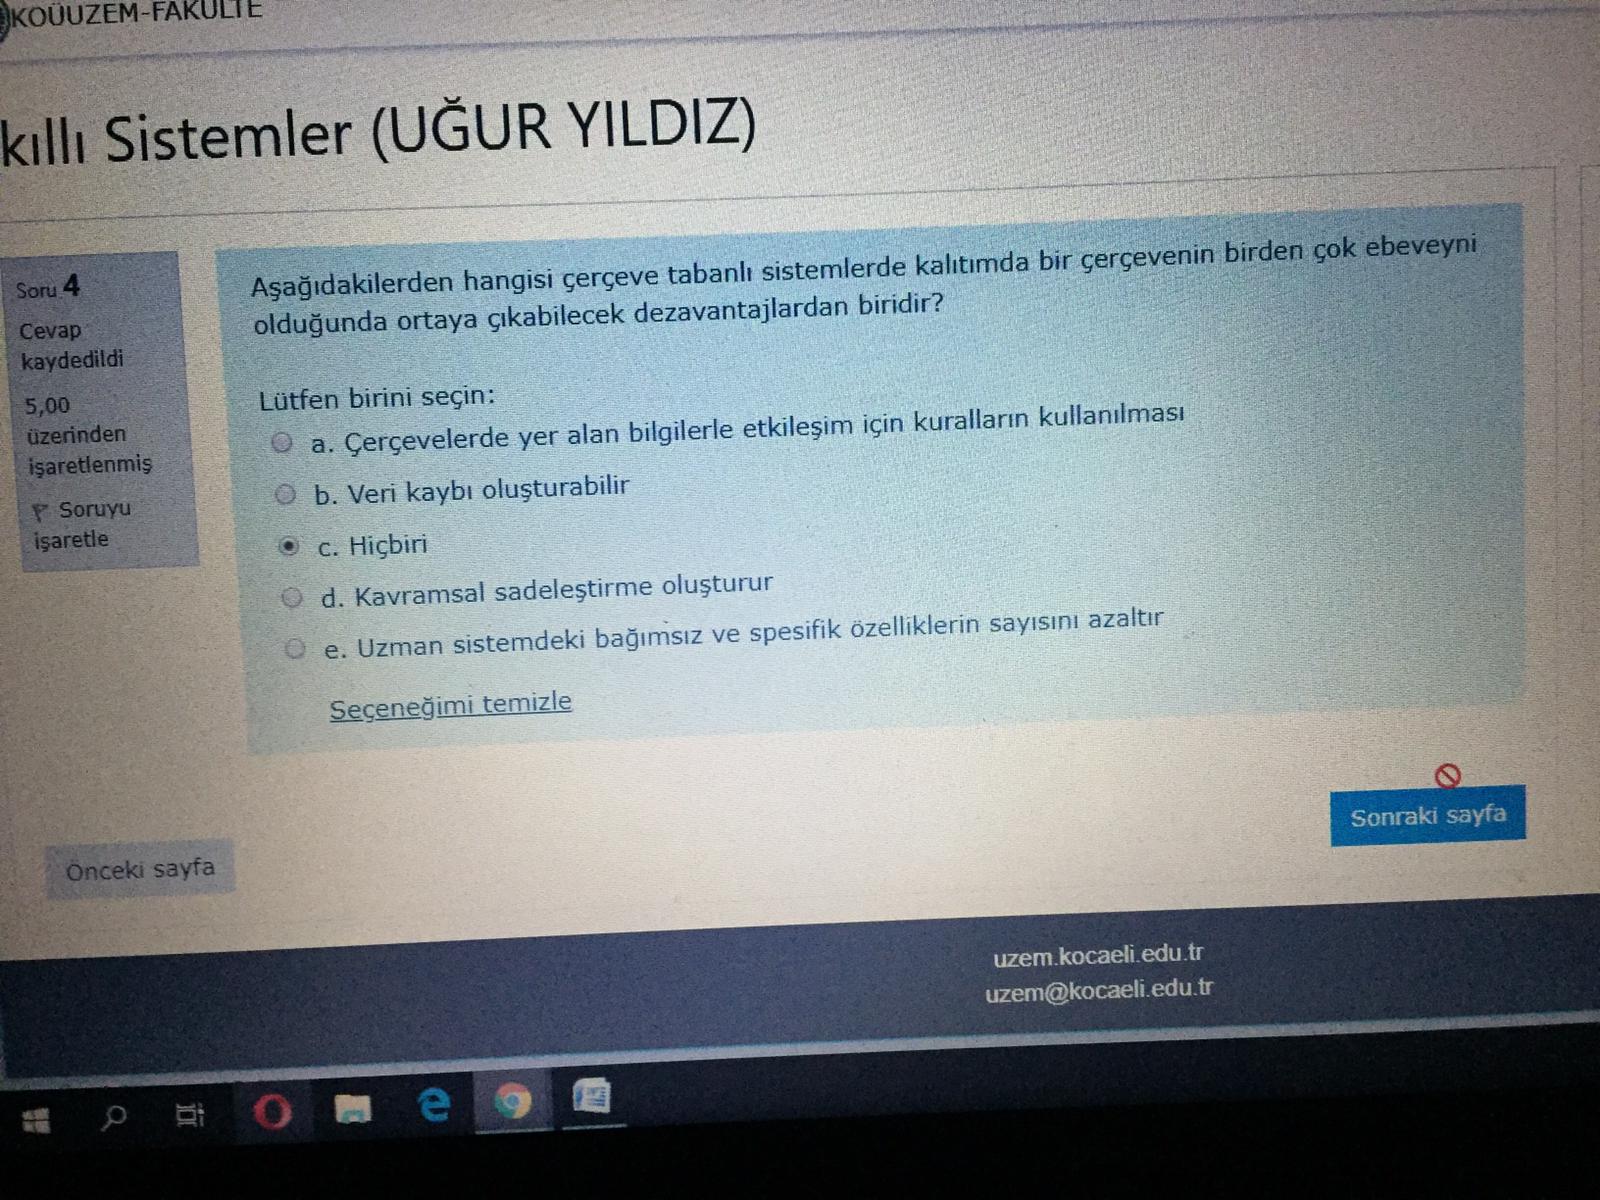 KOÜUZEM-FAKÜLTE
kıllı Sistemler (UĞUR YILDIZ)
Soru 4
Cevap
kaydedildi
5,00
üzerinden
işaretlenmiş
Soruyu
işaretle
Aşağıdakilerden hangisi çerçeve tabanlı sistemlerde kalıtımda bir çerçevenin birden çok ebeveyni
olduğunda ortaya çıkabilecek dezavantajlardan biridir?
Lütfen birini seçin:
a. Çerçevelerde yer alan bilgilerle etkileşim için kuralların kullanılması
b. Veri kaybı oluşturabilir
c. Hiçbiri
d. Kavramsal sadeleştirme oluşturur
e. Uzman sistemdeki bağımsız ve spesifik özelliklerin sayısını azaltır
Seçeneğimi temizle
Önceki sayfa
Sonraki sayfa
uzem.kocaeli.edu.tr
uzem@kocaeli.edu.tr